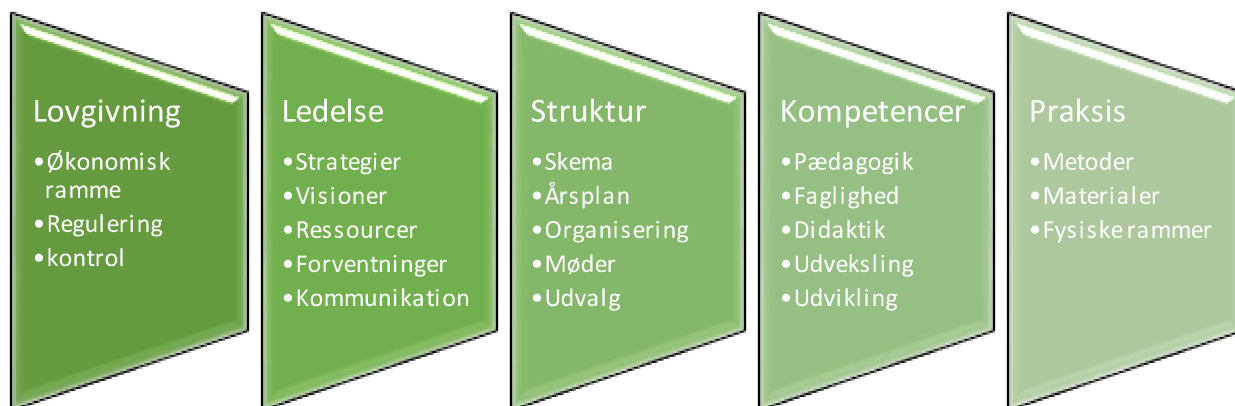 Lovgivning
•Økonomisk
ramme
•Regulering
•kontrol
Ledelse
•Strategier
•Visioner
•Ressourcer
•Forventninger
•Kommunikation
Struktur
•Skema
•Årsplan
•Organisering
•Møder
•Udvalg
Kompetencer
•Pædagogik
•Faglighed
•Didaktik
•Udveksling
•Udvikling
Praksis
•Metoder
•Materialer
•Fysiske rammer